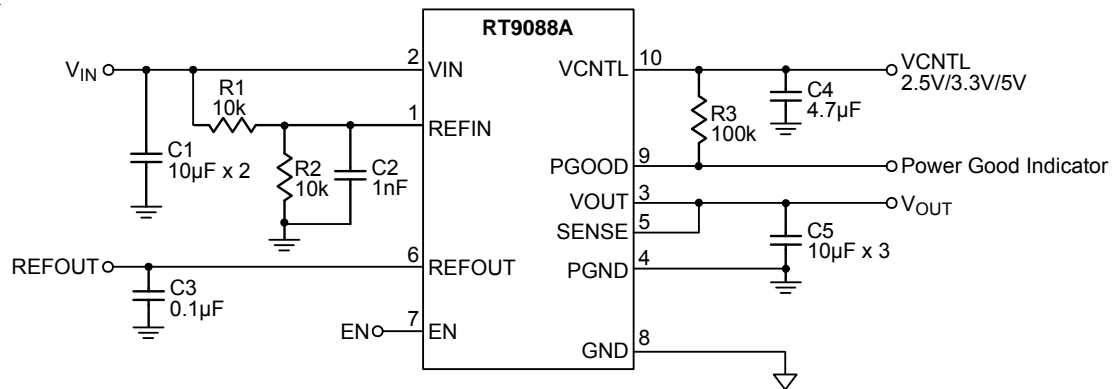 RT9088A
VIN
2
VIN
R1
10k
1
REFIN
C1
10µF x 2
R2
10k
C2
1nF
REFOUT
6
REFOUT
C3
0.1µF
EN
7
EN
VCNTL
10
VCNTL
2.5V/3.3V/5V
R3
100k
C4
4.7µF
PGOOD
9
Power Good Indicator
VOUT
3
VOUT
SENSE
5
C5
10µF x 3
PGND
4
GND
8